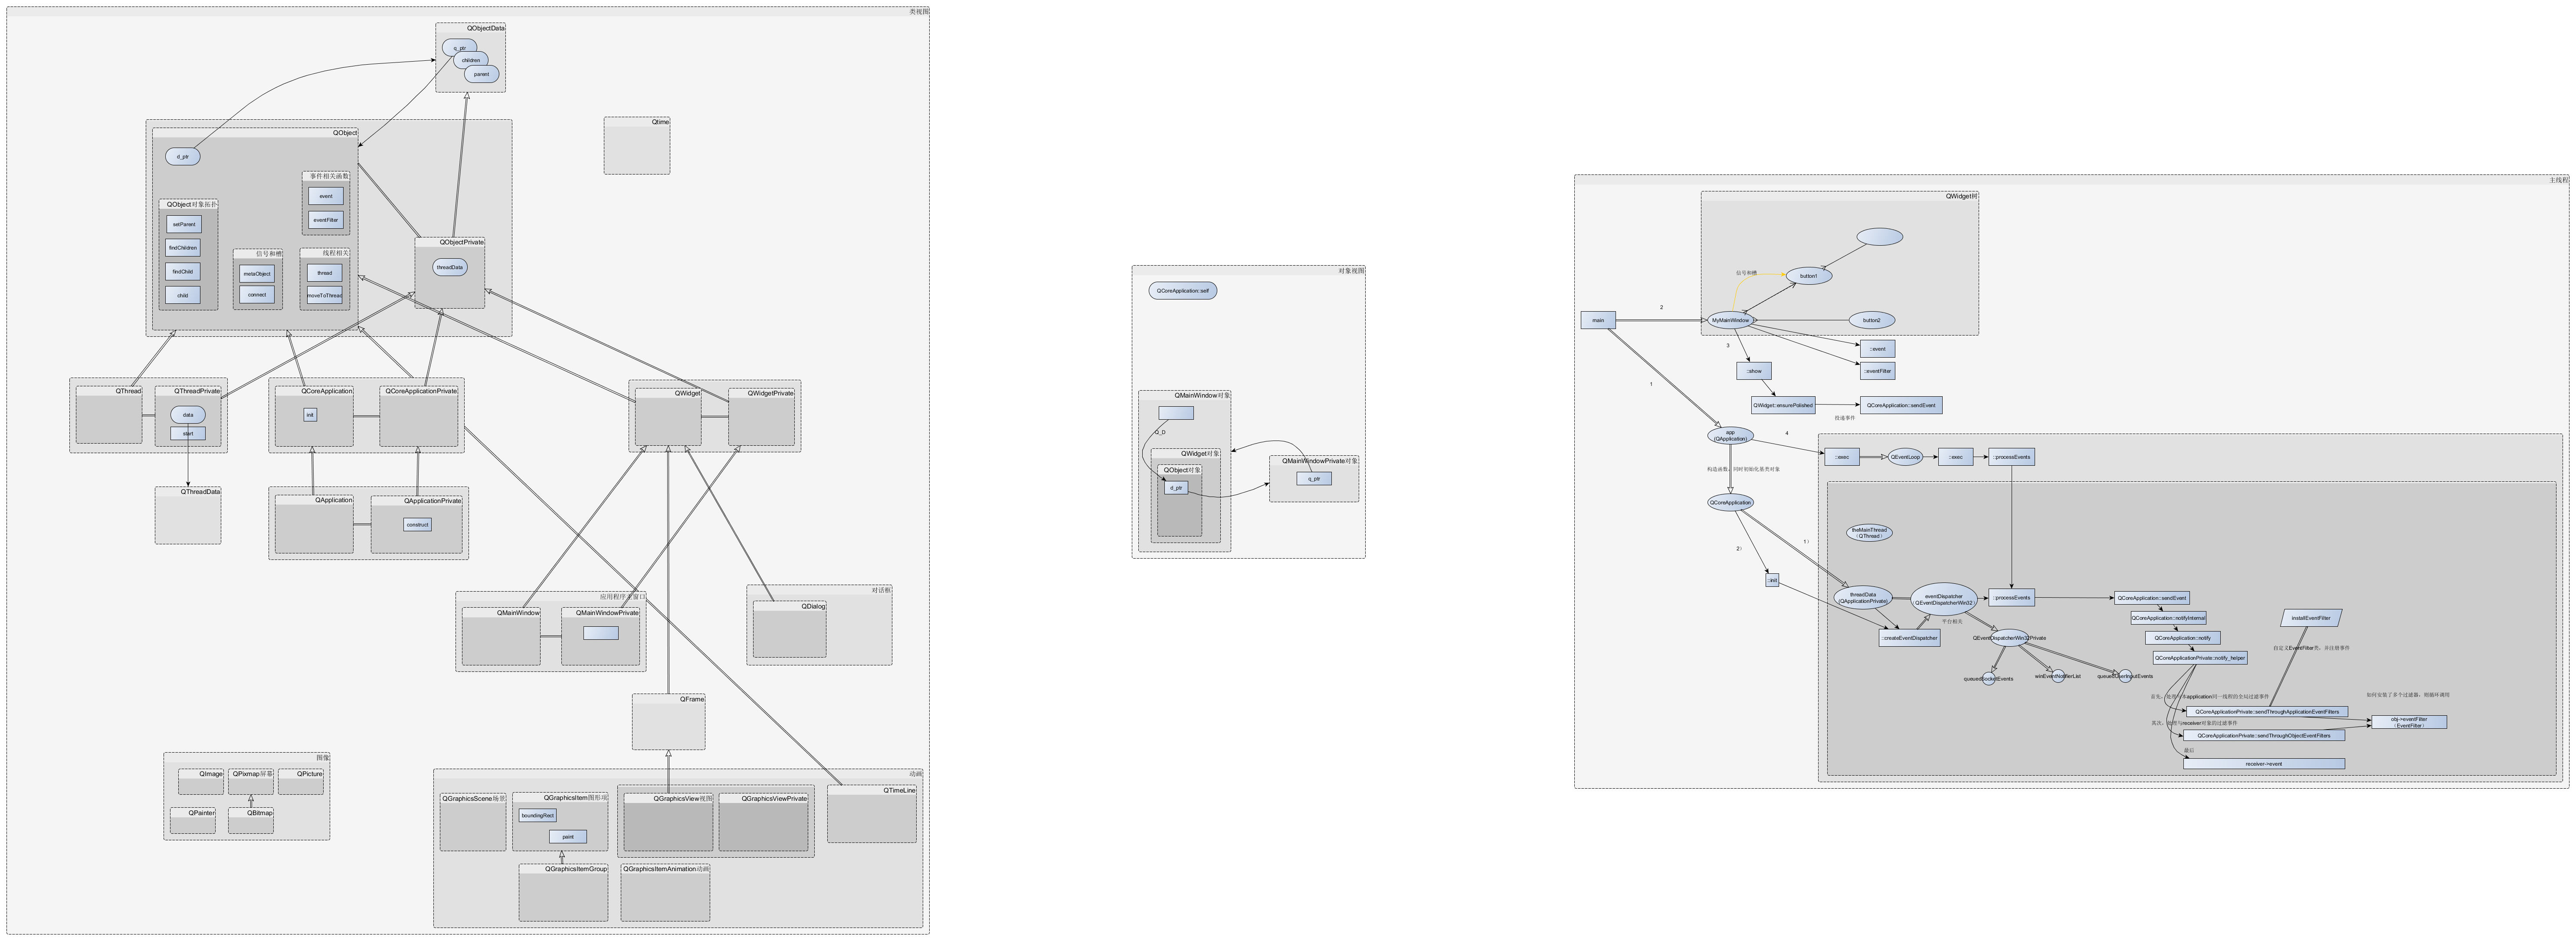 类视图
QObjectData
q_ptr
children
parent
Qtime
QObject
d_ptr
事件相关函数
event
eventFilter
QObject对象拓扑
setParent
findChildren
findChild
child
信号和槽
metaObject
connect
线程相关
thread
moveToThread
QObjectPrivate
threadData
QThread
QThreadPrivate
data
start
QThreadData
QCoreApplication
init
QCoreApplicationPrivate
QApplication
QApplicationPrivate
construct
QWidget
QWidgetPrivate
应用程序主窗口
QMainWindow
QMainWindowPrivate
对话框
QDialog
QFrame
图像
QImage
QPixmap屏幕
QPicture
QPainter
QBitmap
动画
QGraphicsScene场景
QGraphicsItem图形项
boundingRect
paint
QGraphicsView视图
QGraphicsViewPrivate
QTimeLine
QGraphicsItemGroup
QGraphicsItemAnimation动画
对象视图
QCoreApplication::self
QMainWindow对象
Q_D
QWidget对象
QObject对象
d_ptr
QMainWindowPrivate对象
q_ptr
主线程
QWidget树
信号和槽
button1
MyMainWindow
button2
main
2
1
3
::event
::eventFilter
::show
QWidget::ensurePolished
QCoreApplication::sendEvent
投递事件
app
(QApplication)
4
构造函数，同时初始化基类对象
QCoreApplication
1）
2）
::init
::exec
QEventLoop
::exec
::processEvents
theMainThread
（QThread）
threadData
(QApplicationPrivate)
eventDispatcher
（QEventDispatcherWin32）
::processEvents
平台相关
::createEventDispatcher
QEventDispatcherWin32Private
queuedSocketEvents
winEventNotifierList
queuedUserInputEvents
QCoreApplication::sendEvent
QCoreApplication::notifyInternal
QCoreApplication::notify
QCoreApplicationPrivate::notify_helper
installEventFilter
自定义EventFilter类，并注册事件
首先，处理与本application同一线程的全局过滤事件
如何安装了多个过滤器，则循环调用
QCoreApplicationPrivate::sendThroughApplicationEventFilters
obj->eventFilter
（EventFilter）
其次，处理与receiver对象的过滤事件
QCoreApplicationPrivate::sendThroughObjectEventFilters
最后
receiver->event